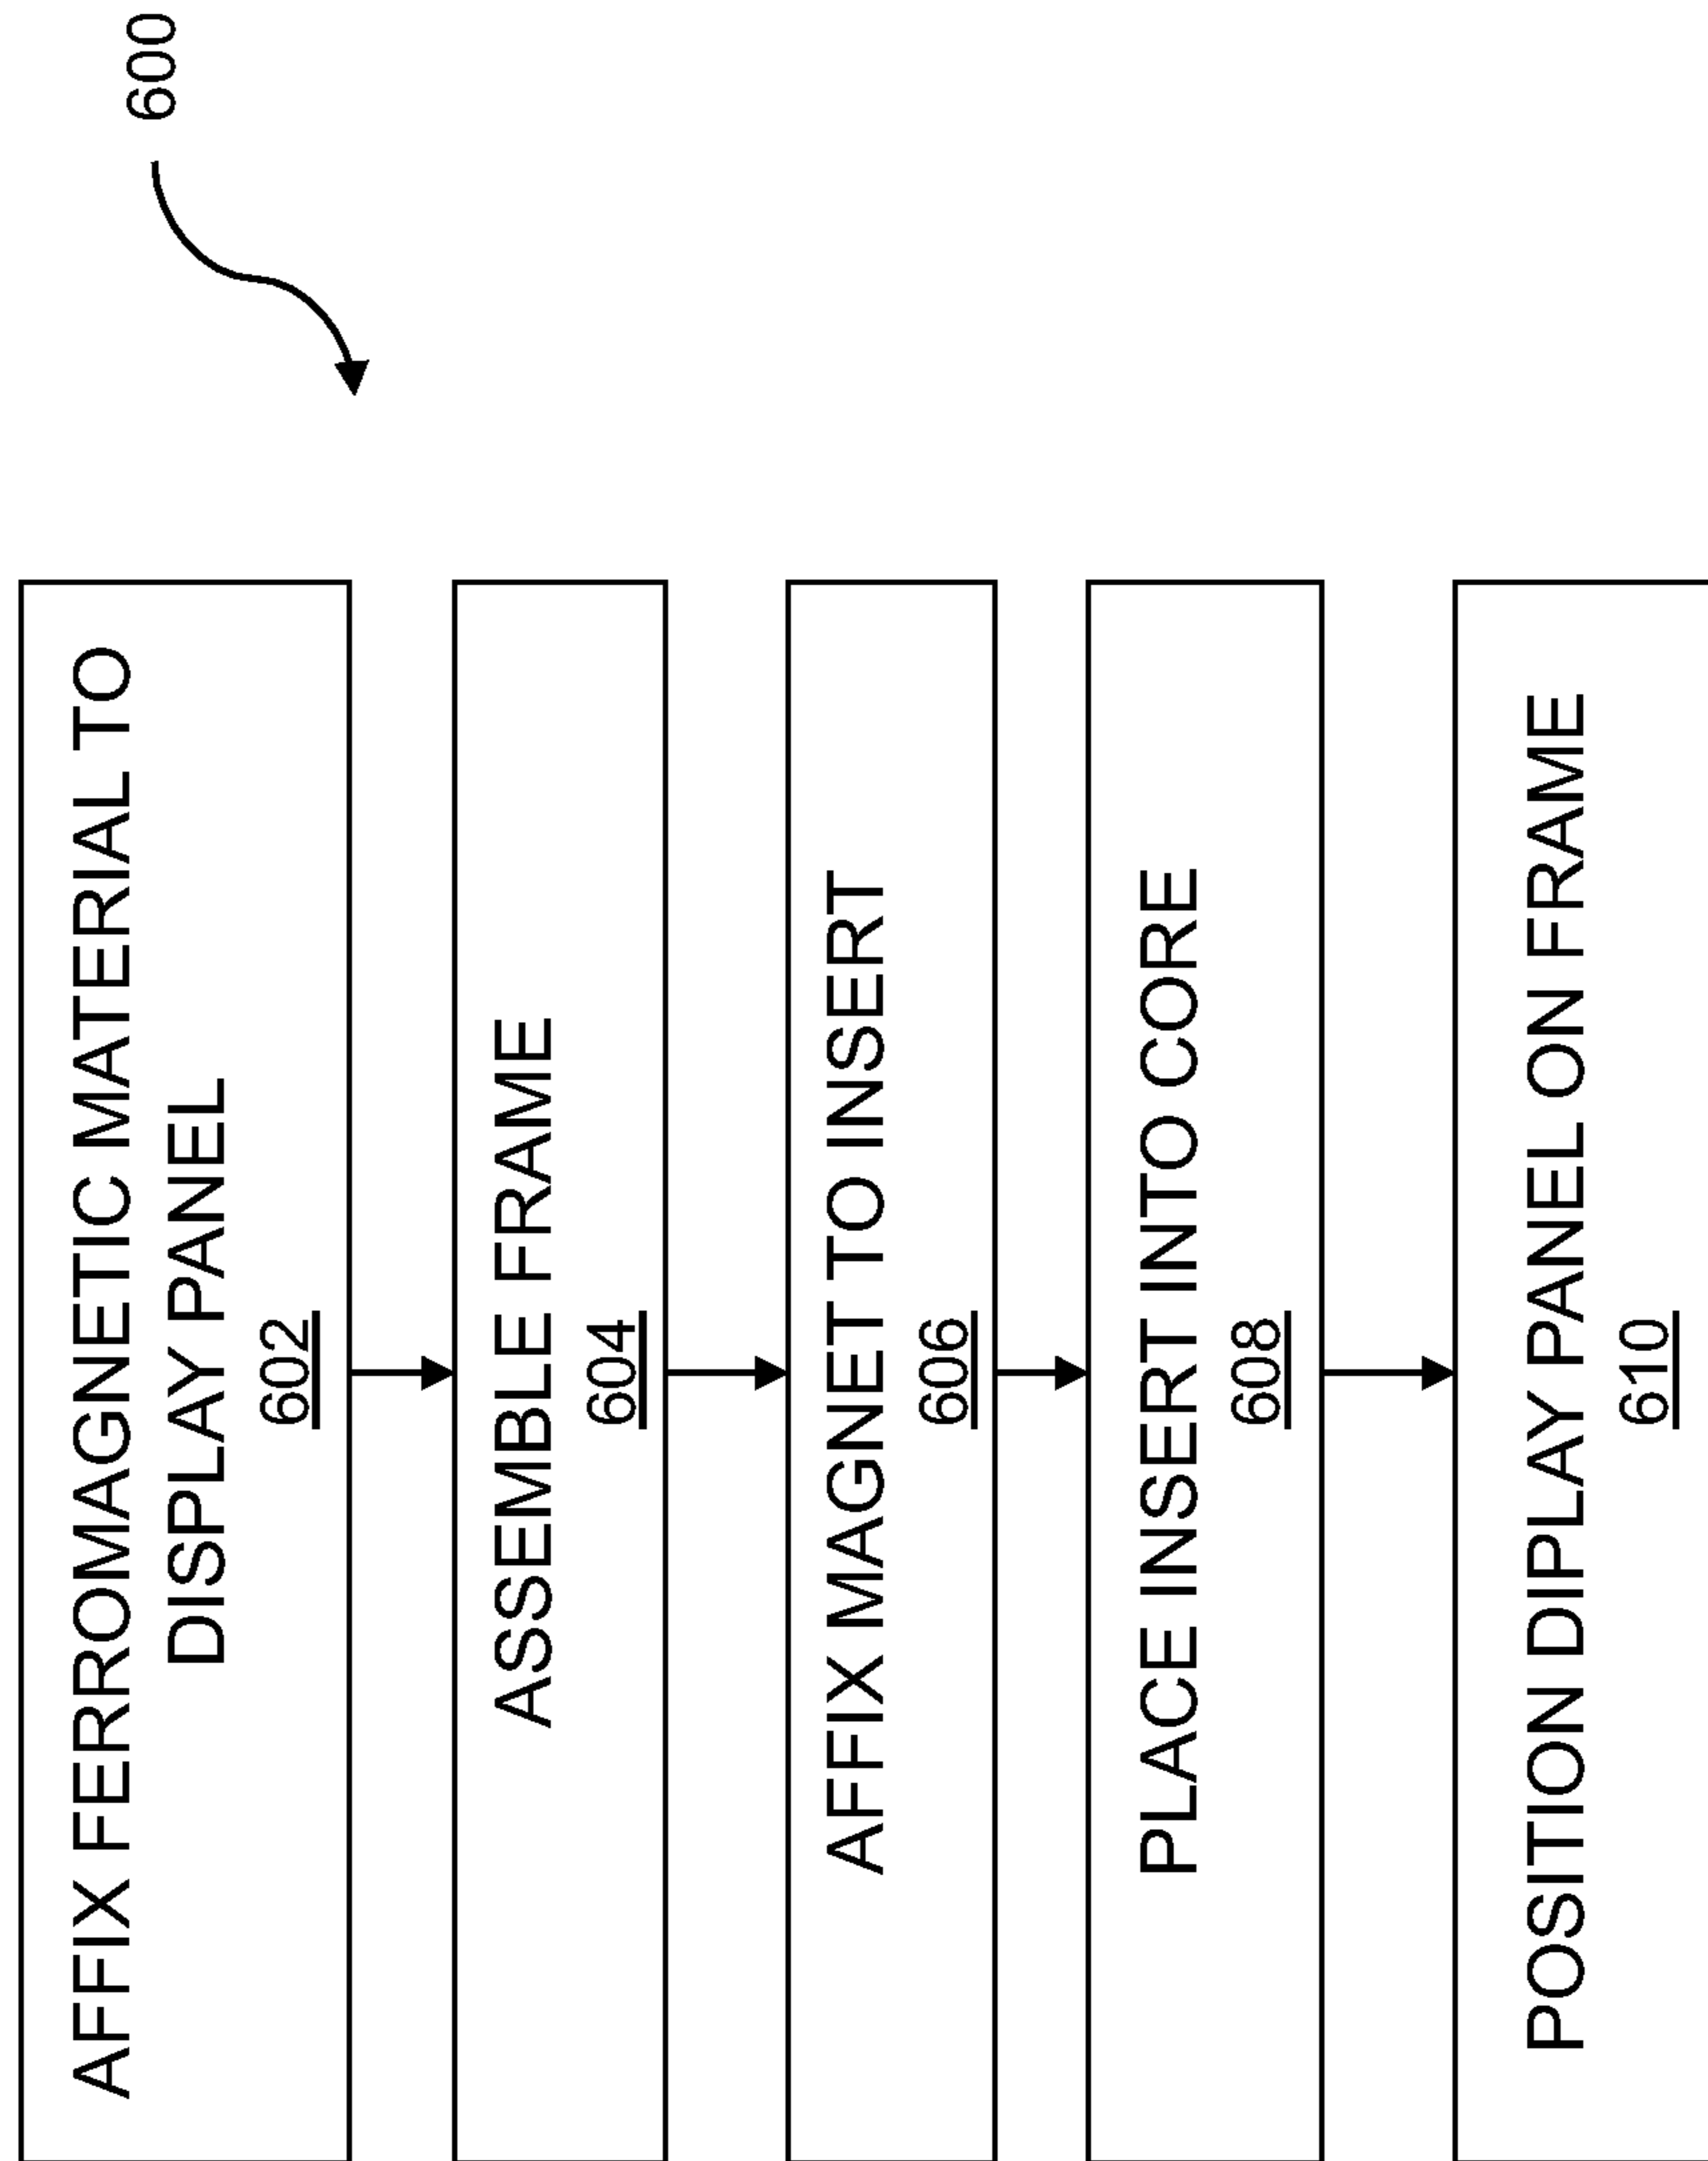 600
AFFIX FERROMAGNETIC MATERIAL TO
DISPLAY PANEL
602
ASSEMBLE FRAME
604
AFFIX MAGNET TO INSERT
606
PLACE INSERT INTO CORE
608
POSITION DIPLAY PANEL ON FRAME
610